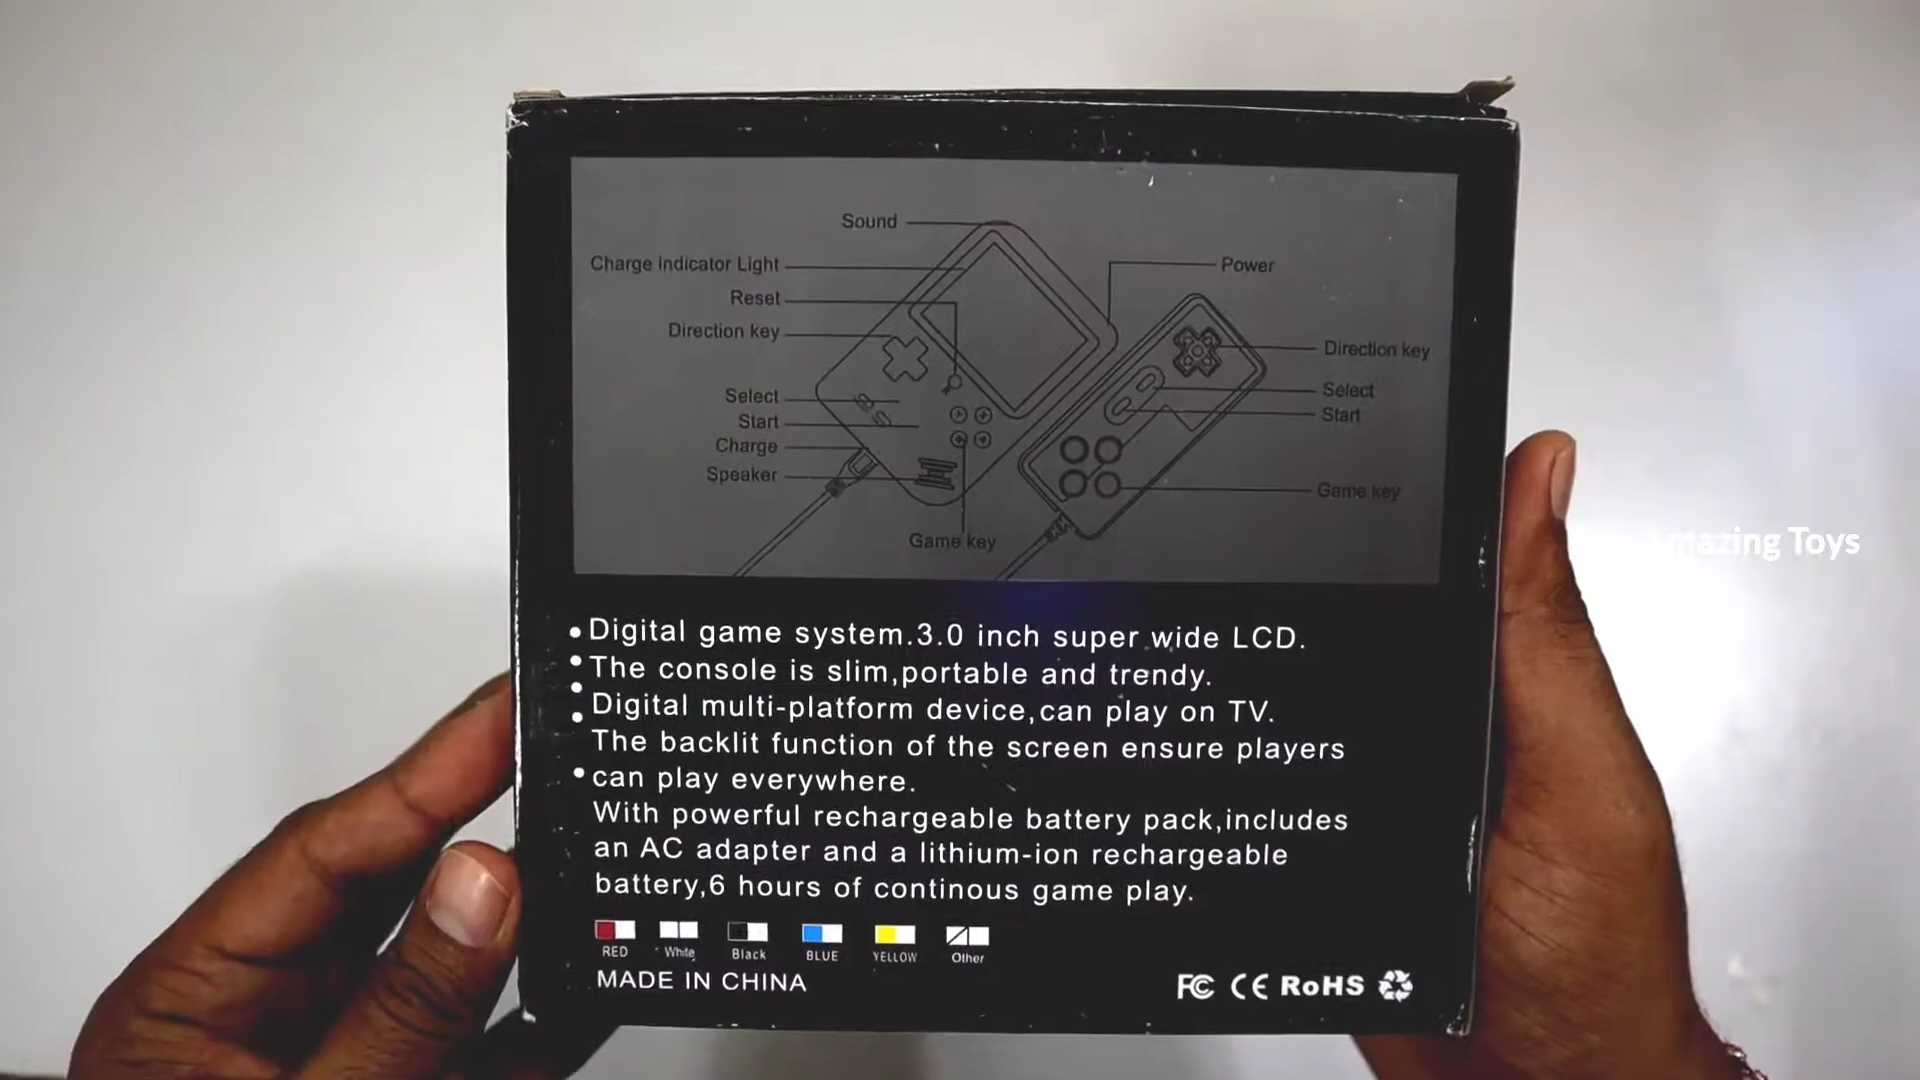 Sound
Charge Indicator Light
Power
Reset
Direction key
Direction key
Select
Select
Start
Start
Charge
Speaker
Game key
Game key
Amazing Toys
• Digital game system.3.0 inch super wide LCD.
• The console is slim,portable and trendy.
• Digital multi-platform device,can play on TV.
• The backlit function of the screen ensure players
• can play everywhere.
With powerful rechargeable battery pack,includes
an AC adapter and a lithium-ion rechargeable
battery,6 hours of continous game play.
RED White Black BLUE YELLOW Other
MADE IN CHINA
FC CE RoHS